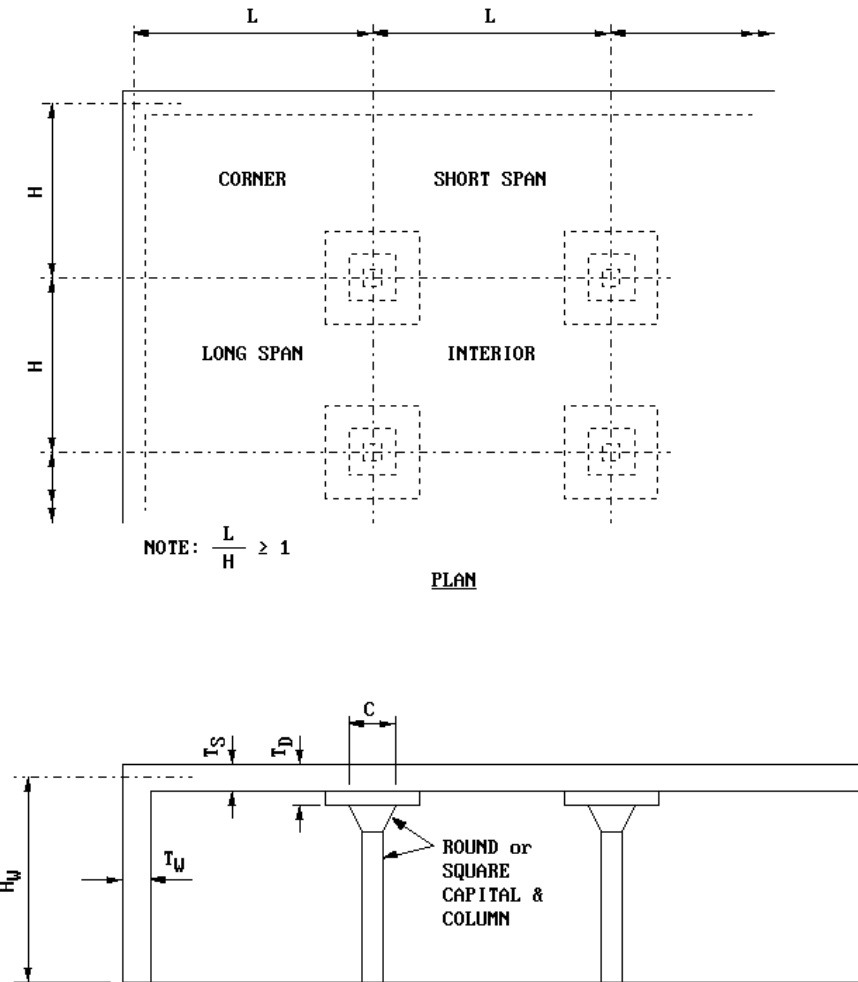 L
L
H
CORNER
SHORT SPAN
H
LONG SPAN
INTERIOR
NOTE: L/H ≥ 1
PLAN
C
TS
TD
TW
HW
ROUND or
SQUARE
CAPITAL &
COLUMN